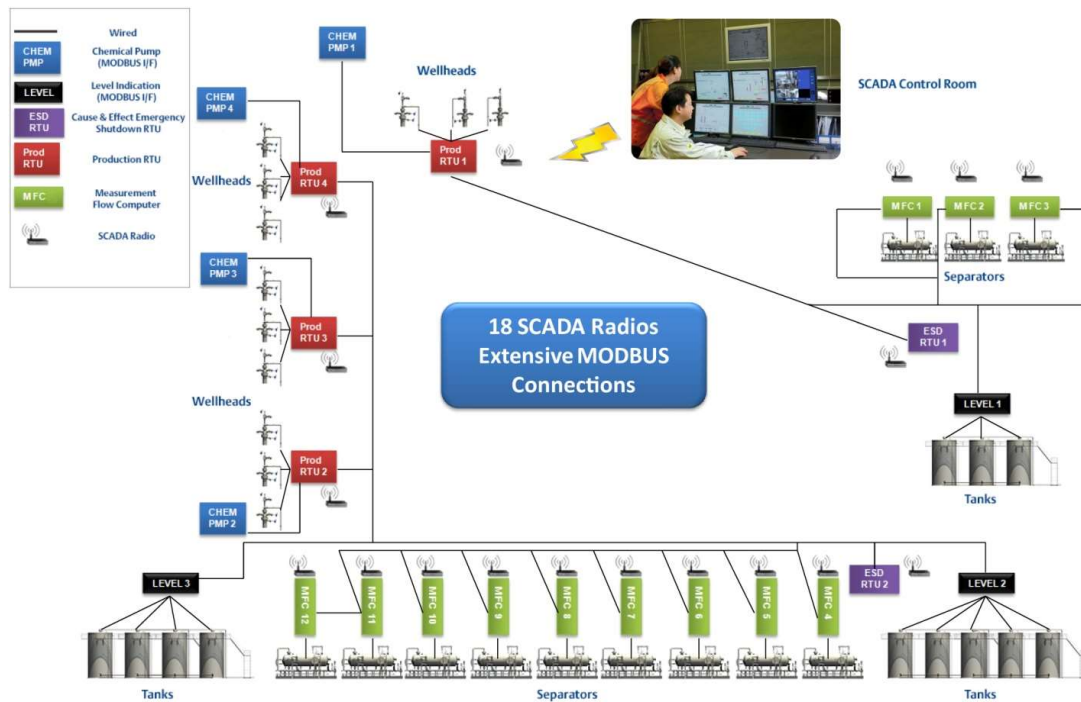 Wired
CHEM
PMP
Chemical Pump
(MODBUS I/F)
LEVEL
Level Indication
(MODBUS I/F)
ESD
RTU
Cause & Effect Emergency
Shutdown RTU
Prod
RTU
Production RTU
MFC
Measurement
Flow Computer
SCADA Radio
CHEM
PMP 1
Wellheads
Prod
RTU 1
SCADA Control Room
CHEM
PMP 4
Wellheads
Prod
RTU 4
MFC 1
MFC 2
MFC 3
Separators
CHEM
PMP 3
Prod
RTU 3
18 SCADA Radios
Extensive MODBUS
Connections
ESD
RTU 1
Wellheads
LEVEL 1
Tanks
Prod
RTU 2
CHEM
PMP 2
LEVEL 3
Tanks
MFC 12
MFC 11
MFC 10
MFC 9
MFC 8
MFC 7
MFC 6
MFC 5
MFC 4
Separators
ESD
RTU 2
LEVEL 2
Tanks